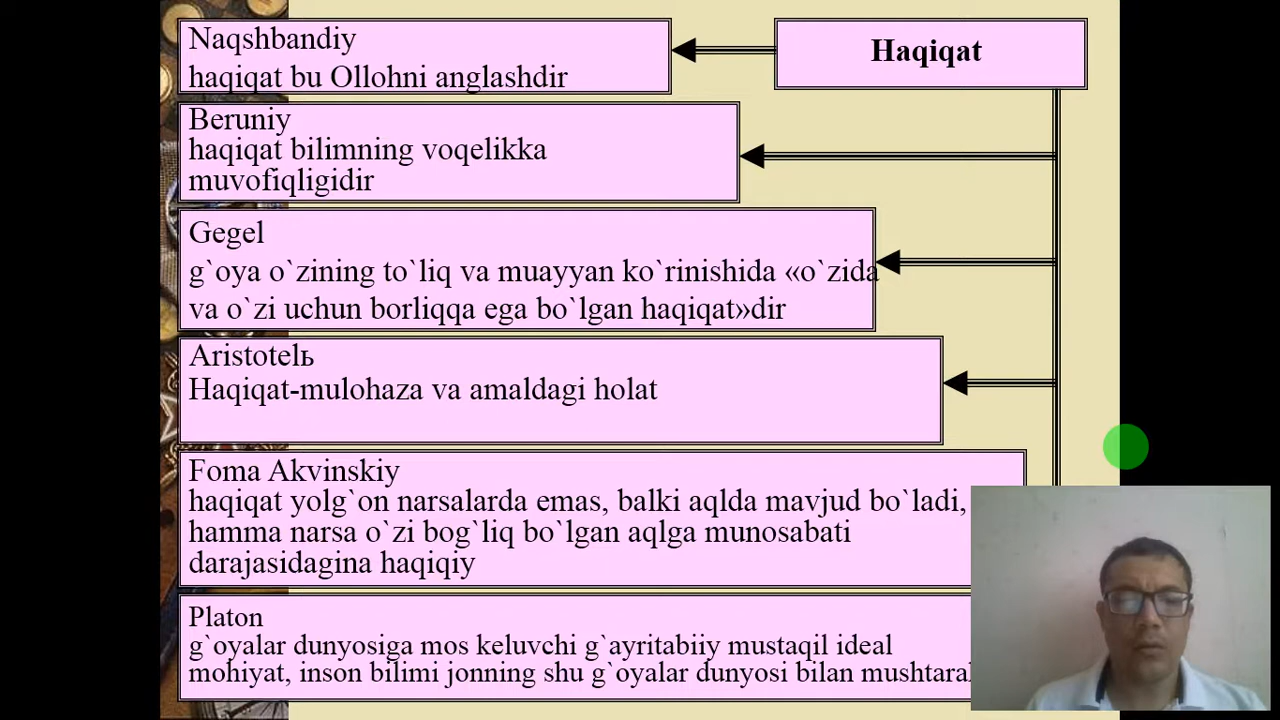 Haqiqat
Naqshbandiy
haqiqat bu Ollohni anglashdir
Beruniy
haqiqat bilimning voqelikka
muvofiqligidir
Gegel
g`oya o`zining to`liq va muayyan ko`rinishida «o`zida
va o`zi uchun borliqqa ega bo`lgan haqiqat»dir
Aristotelь
Haqiqat-mulohaza va amaldagi holat
Foma Akvinskiy
haqiqat yolg`on narsalarda emas, balki aqlda mavjud bo`ladi,
hamma narsa o`zi bog`liq bo`lgan aqlga munosabati
darajasidagina haqiqiy
Platon
g`oyalar dunyosiga mos keluvchi g`ayritabiiy mustaqil ideal
mohiyat, inson bilimi jonning shu g`oyalar dunyosi bilan